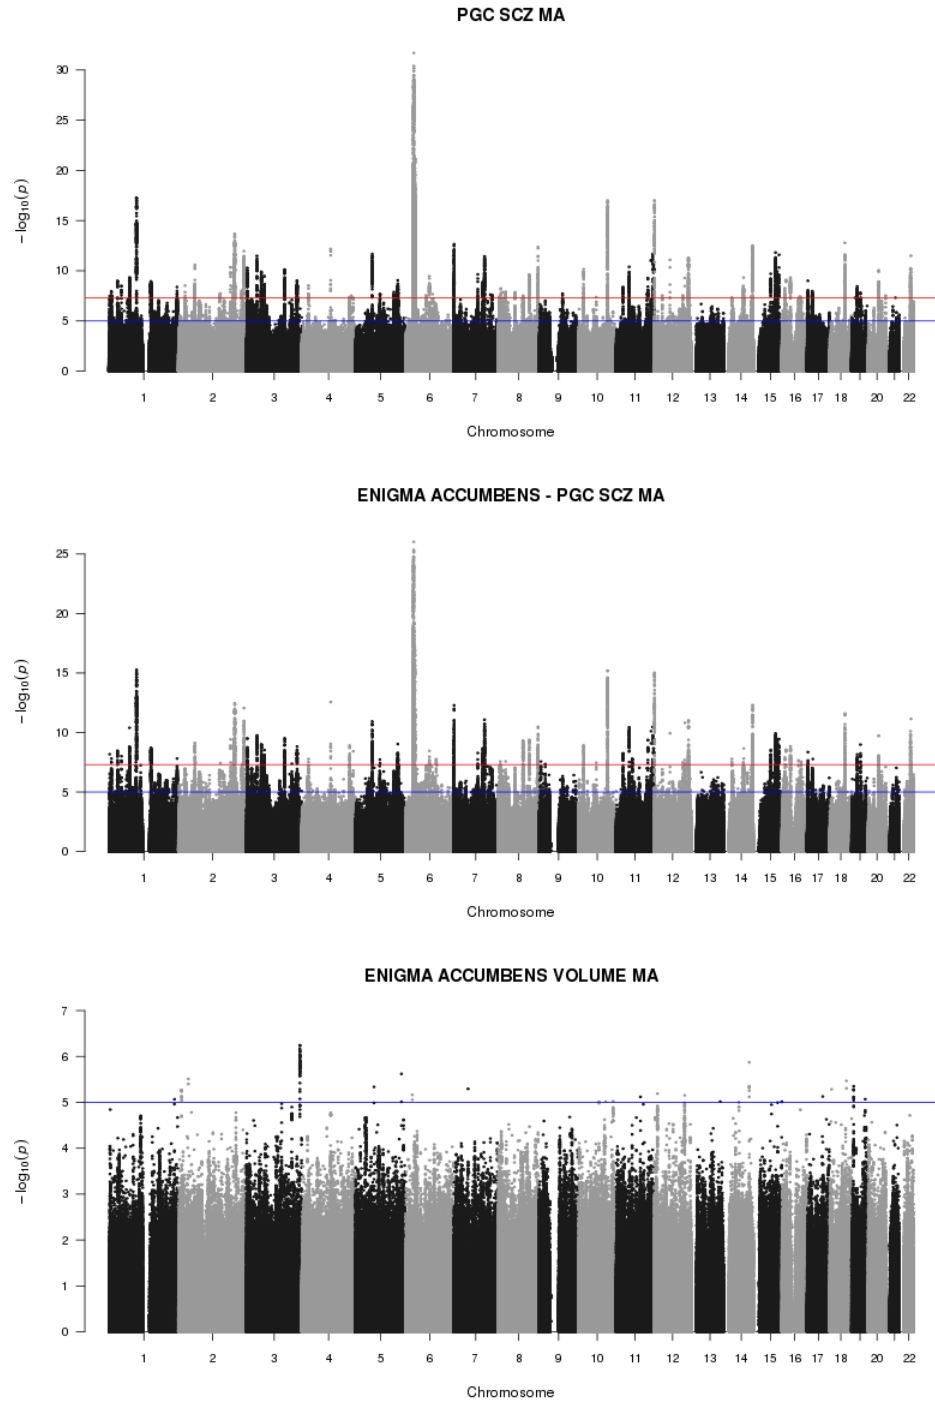 PGC SCZ MA
30
25
20
15
10
5
0
− log₁₀(p)
1 2 3 4 5 6 7 8 9 10 11 12 13 14 15 16 17 18 20 22
Chromosome
ENIGMA ACCUMBENS - PGC SCZ MA
25
20
15
10
5
0
− log₁₀(p)
1 2 3 4 5 6 7 8 9 10 11 12 13 14 15 16 17 18 20 22
Chromosome
ENIGMA ACCUMBENS VOLUME MA
7
6
5
4
3
2
1
0
− log₁₀(p)
1 2 3 4 5 6 7 8 9 10 11 12 13 14 15 16 17 18 20 22
Chromosome